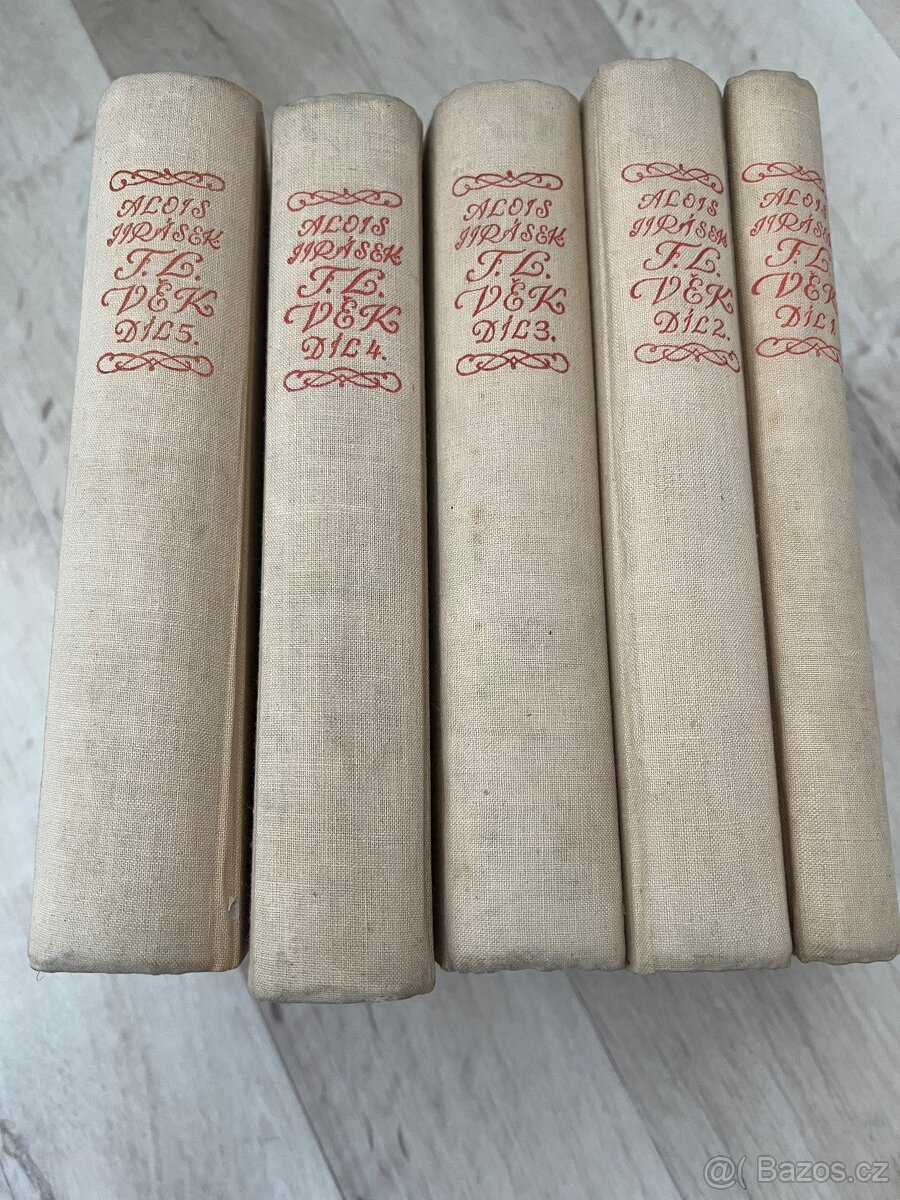 ALOIS
JIRÁSEK
F. L.
VĚK
DÍL 5.
ALOIS
JIRÁSEK
F. L.
VĚK
DÍL 4.
ALOIS
JIRÁSEK
F. L.
VĚK
DÍL 3.
ALOIS
JIRÁSEK
F. L.
VĚK
DÍL 2.
ALOIS
JIRÁSEK
F. L.
VĚK
DÍL 1.
@( Bazos.cz